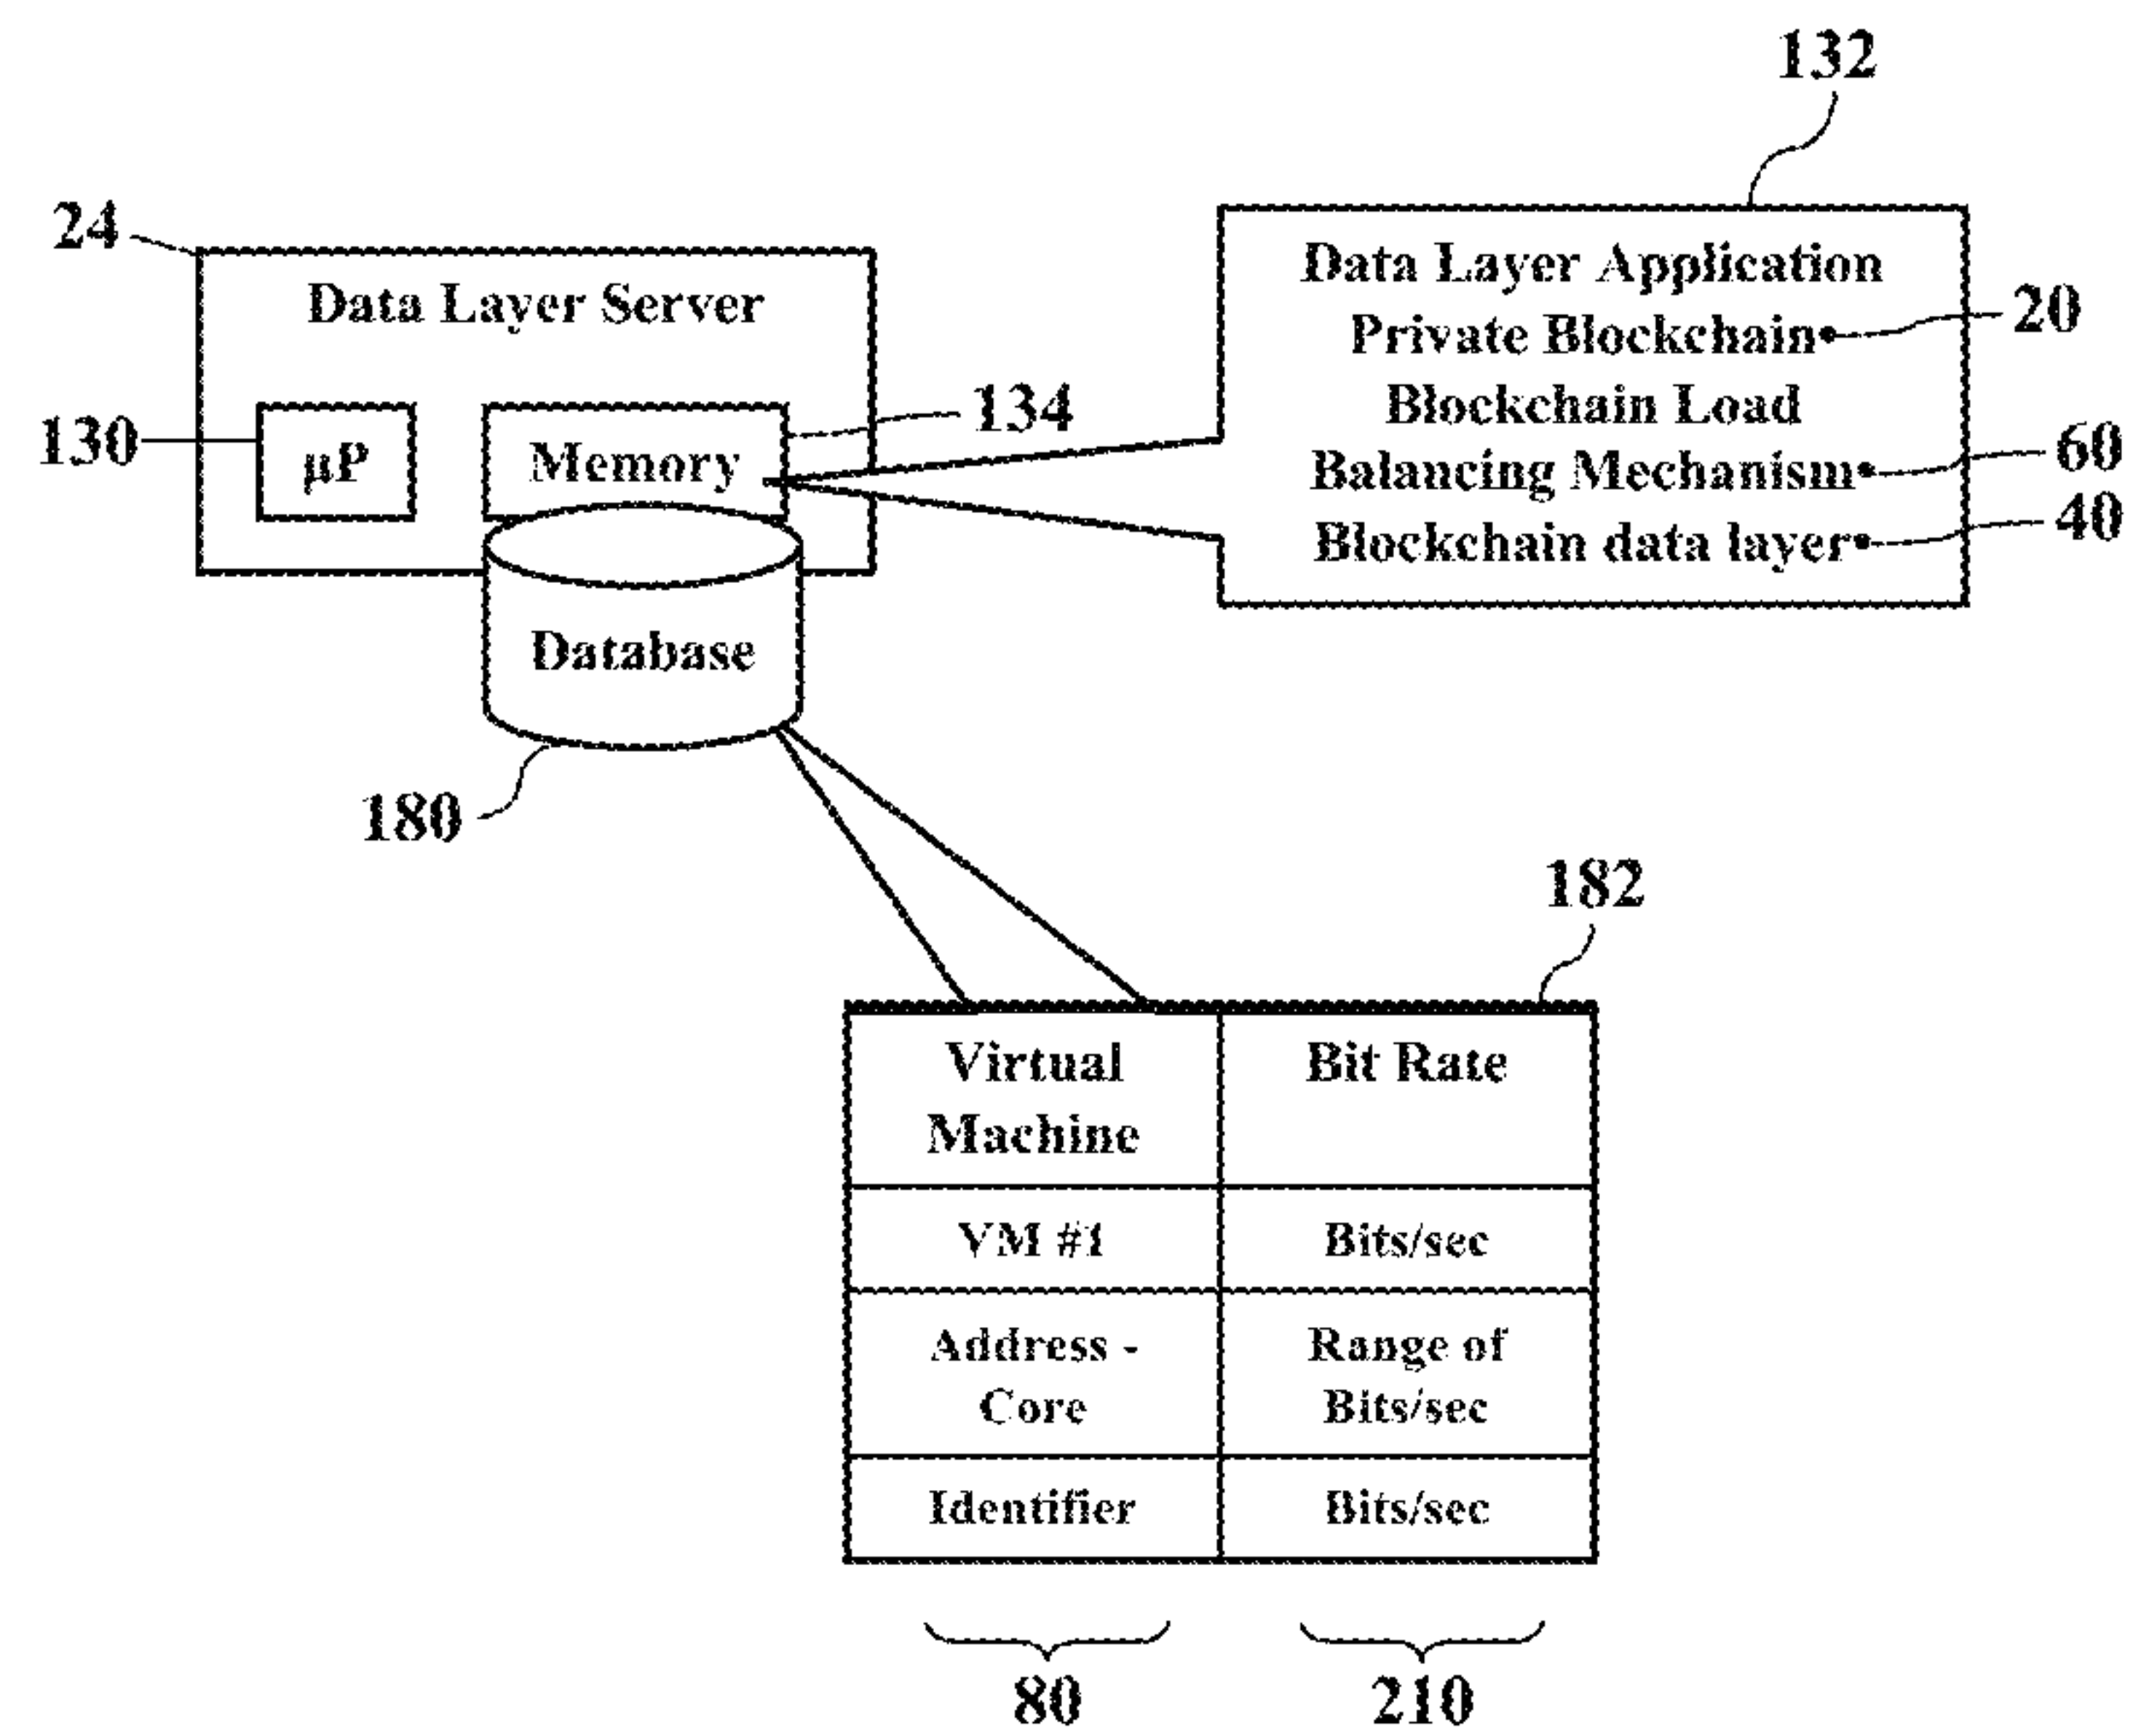 132
24
Data Layer Server
130
µP
Memory
134
Database
180
Data Layer Application
Private Blockchain
20
Blockchain Load
Balancing Mechanism
60
Blockchain data layer
40
182
Virtual
Machine
Bit Rate
VM #1
Bits/sec
Address -
Core
Range of
Bits/sec
Identifier
Bits/sec
80
210